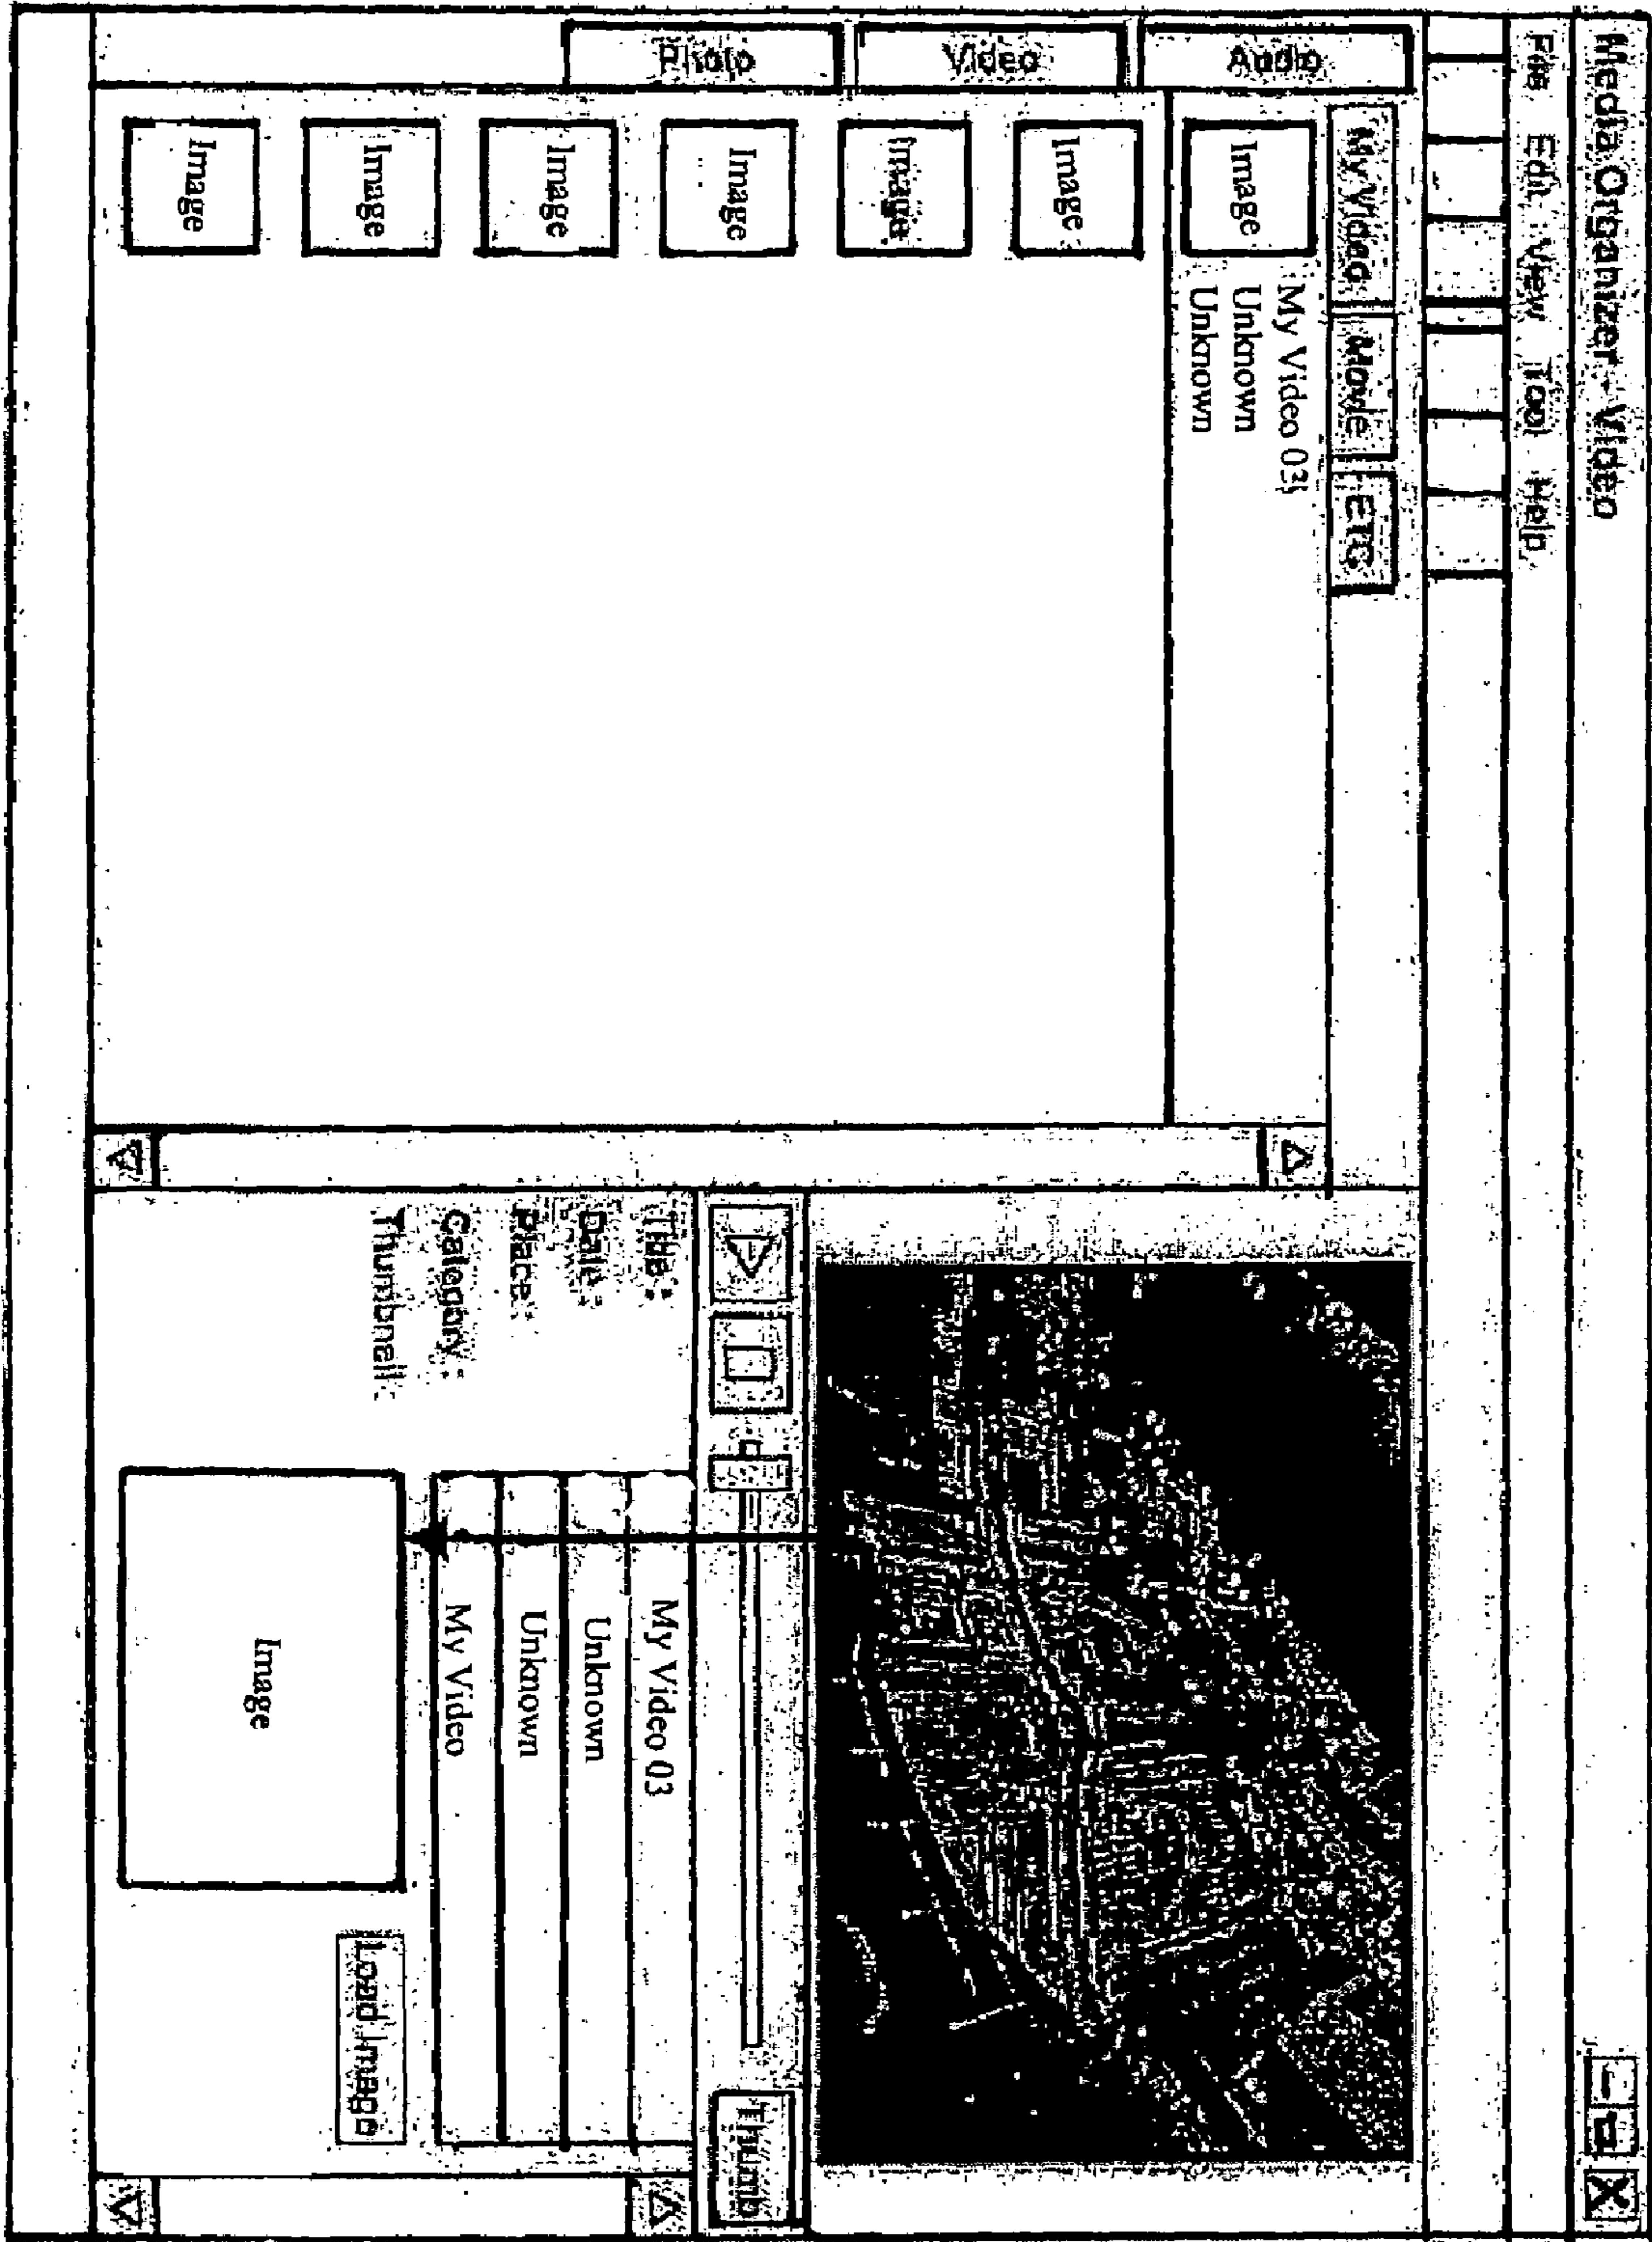 Media Organizer - Video
File Edit View Tool Help
My Video Movie ETC
Audio
Video
Photo
Image
My Video 03
Unknown
Unknown
Image
Image
Image
Image
Image
Image
Thumb
Title : My Video 03
Date : Unknown
Place : Unknown
Category : My Video
Thumbnail :
Image
Load Image